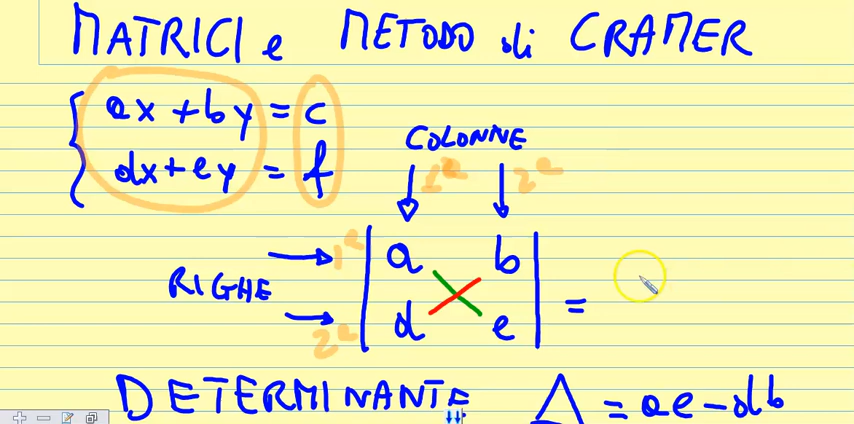 MATRICI e METODO di CRAMER
ax + by = c
dx + ey = f
COLONNE
1ª 2ª
1ª a b
RIGHE
=
2ª d e
DETERMINANTE Δ = ae - db